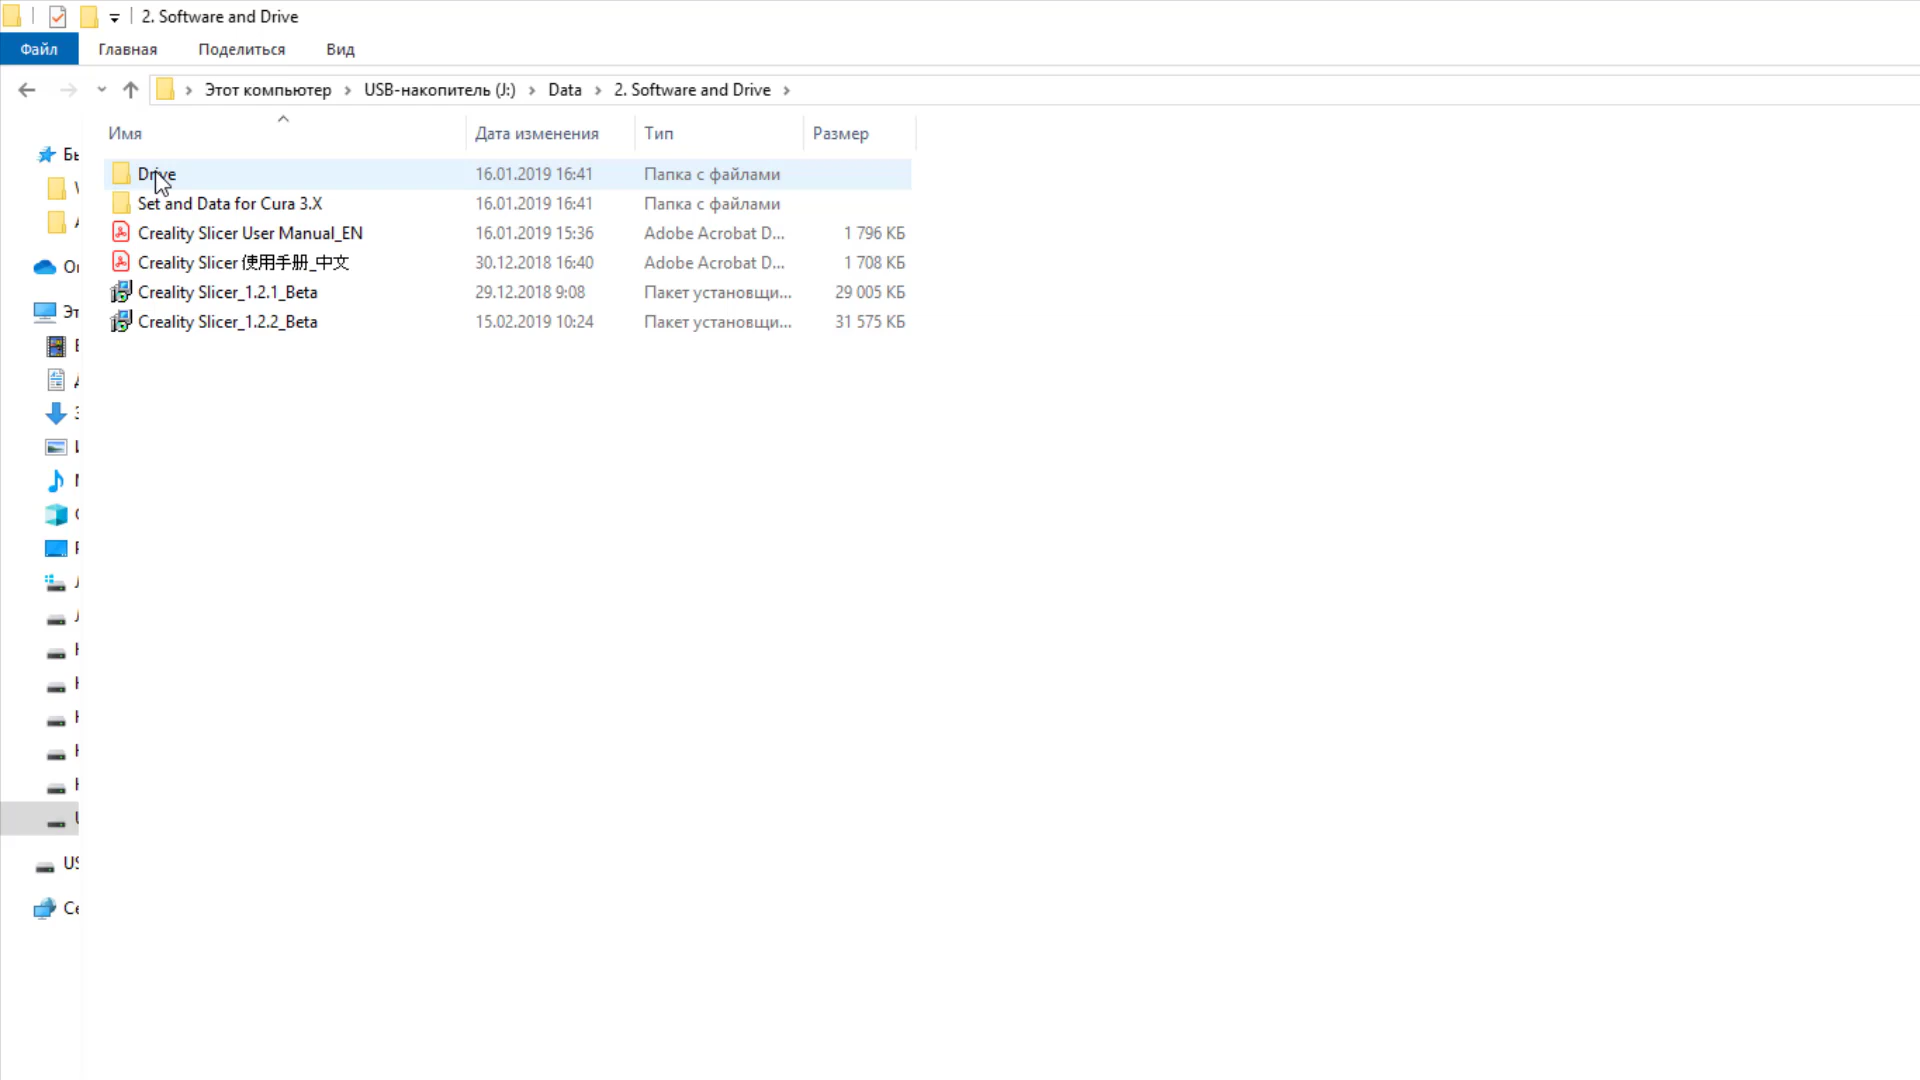 2. Software and Drive
Файл Главная Поделиться Вид
Этот компьютер USB-накопитель (J:) Data 2. Software and Drive
Имя Дата изменения Тип Размер
Drive 16.01.2019 16:41 Папка с файлами
Set and Data for Cura 3.X 16.01.2019 16:41 Папка с файлами
Creality Slicer User Manual_EN 16.01.2019 15:36 Adobe Acrobat D... 1 796 КБ
Creality Slicer 使用手册_中文 30.12.2018 16:40 Adobe Acrobat D... 1 708 КБ
Creality Slicer_1.2.1_Beta 29.12.2018 9:08 Пакет установщи... 29 005 КБ
Creality Slicer_1.2.2_Beta 15.02.2019 10:24 Пакет установщи... 31 575 КБ